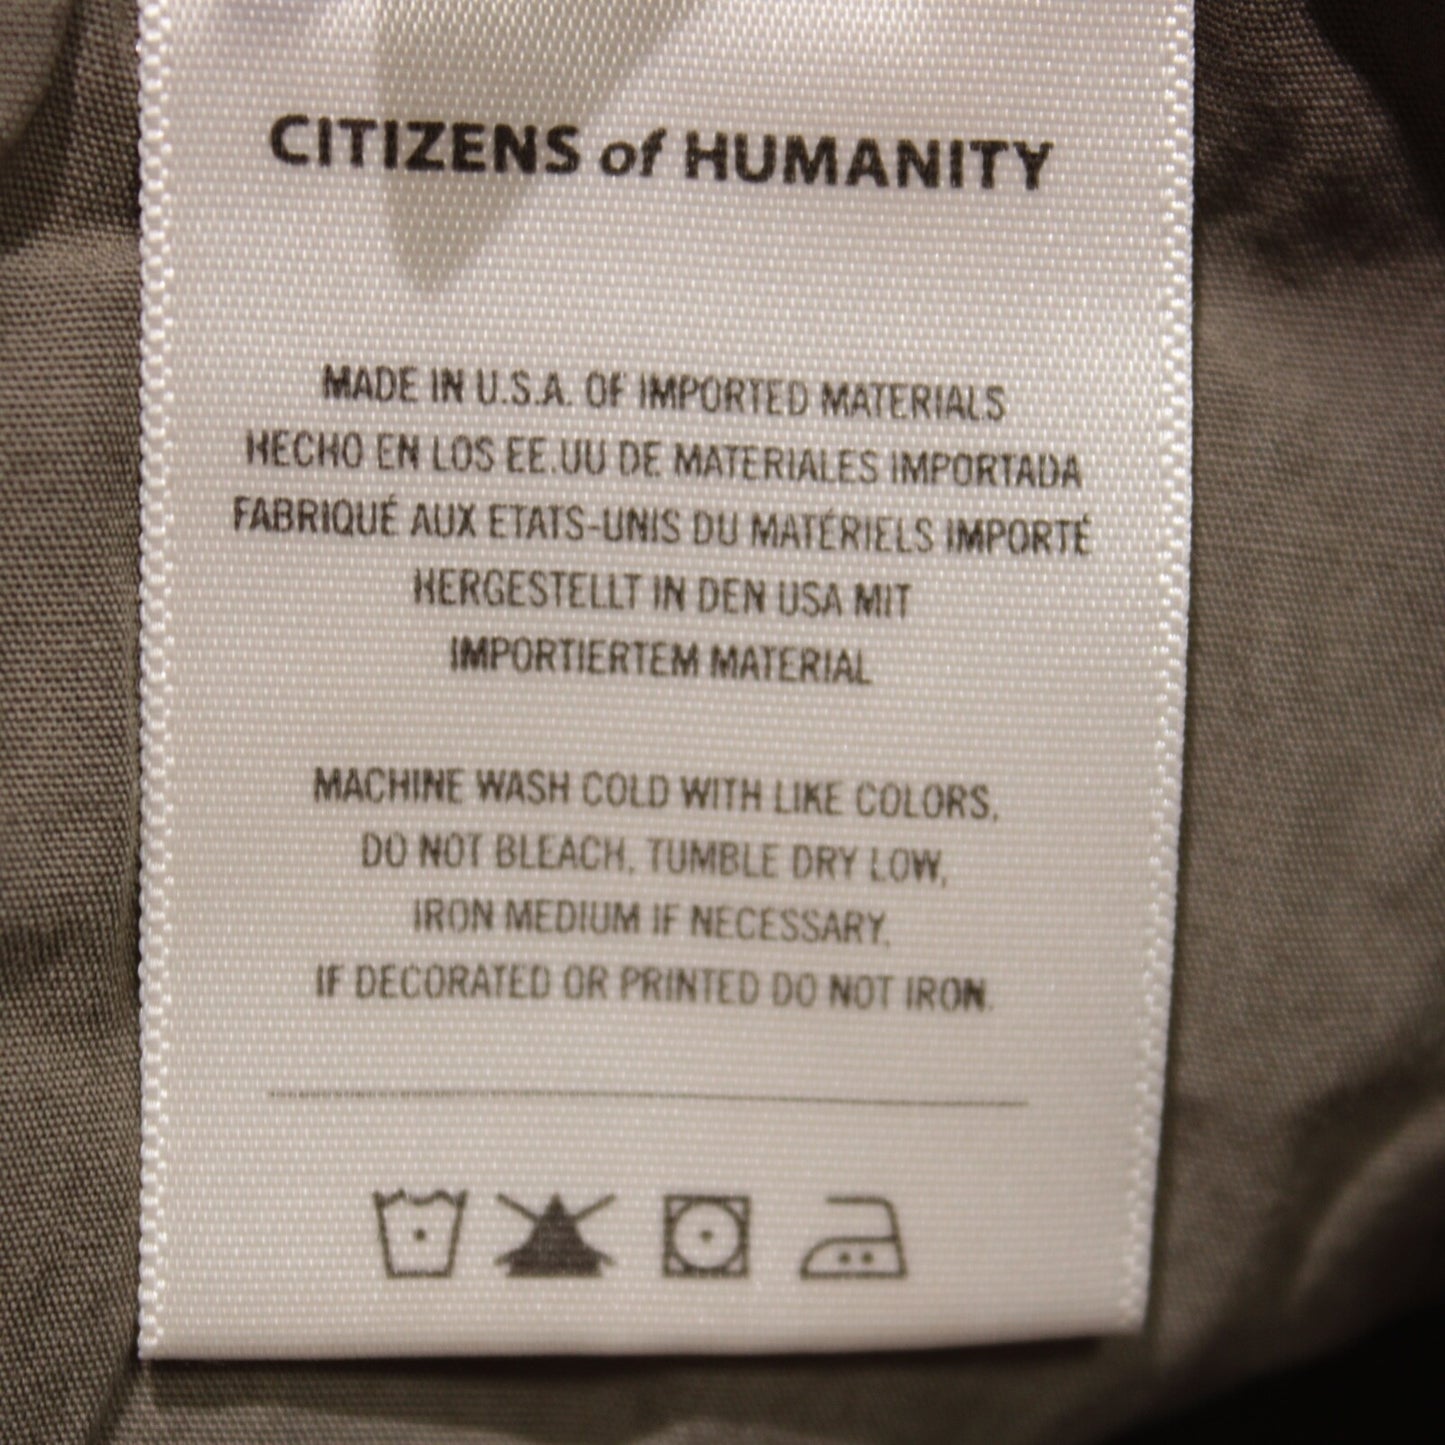 CITIZENS of HUMANITY
MADE IN U.S.A. OF IMPORTED MATERIALS
HECHO EN LOS EE.UU DE MATERIALES IMPORTADA
FABRIQUÉ AUX ETATS-UNIS DU MATÉRIELS IMPORTÉ
HERGESTELLT IN DEN USA MIT
IMPORTIERTEM MATERIAL
MACHINE WASH COLD WITH LIKE COLORS,
DO NOT BLEACH, TUMBLE DRY LOW,
IRON MEDIUM IF NECESSARY,
IF DECORATED OR PRINTED DO NOT IRON.